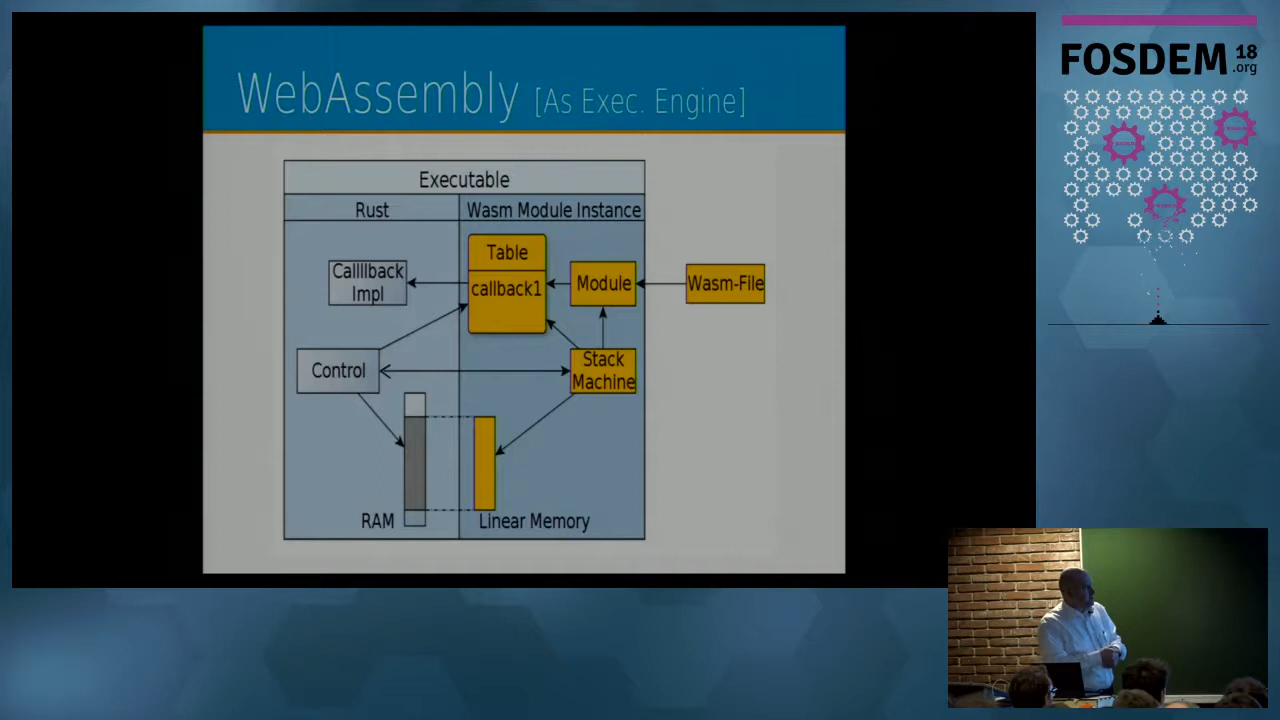 WebAssembly [As Exec. Engine]
Executable
Rust
Wasm Module Instance
Callllback
Impl
Table
callback1
Module
Wasm-File
Control
Stack
Machine
RAM
Linear Memory
FOSDEM 18
.org